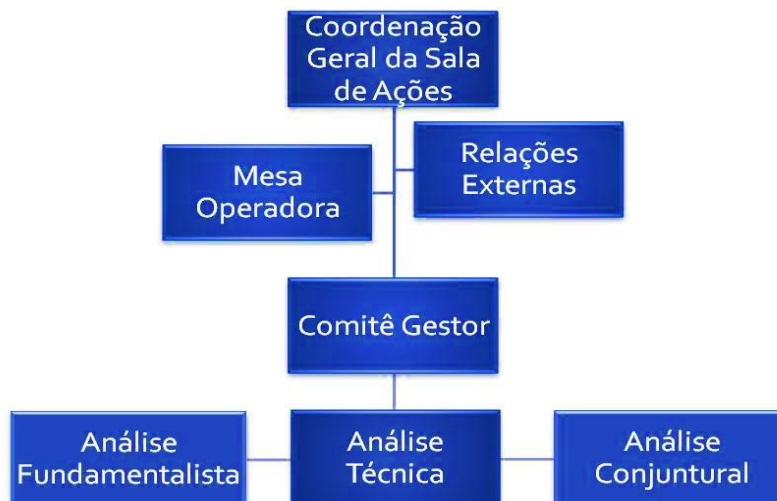 Coordenação
Geral da Sala
de Ações
Mesa
Operadora
Relações
Externas
Comitê Gestor
Análise
Fundamentalista
Análise
Técnica
Análise
Conjuntural